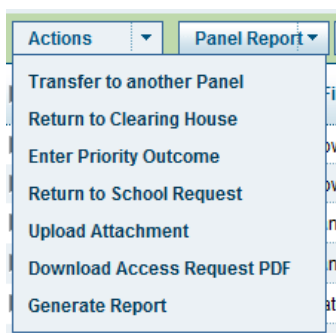 Actions Panel Report
Transfer to another Panel
Return to Clearing House
Enter Priority Outcome
Return to School Request
Upload Attachment
Download Access Request PDF
Generate Report